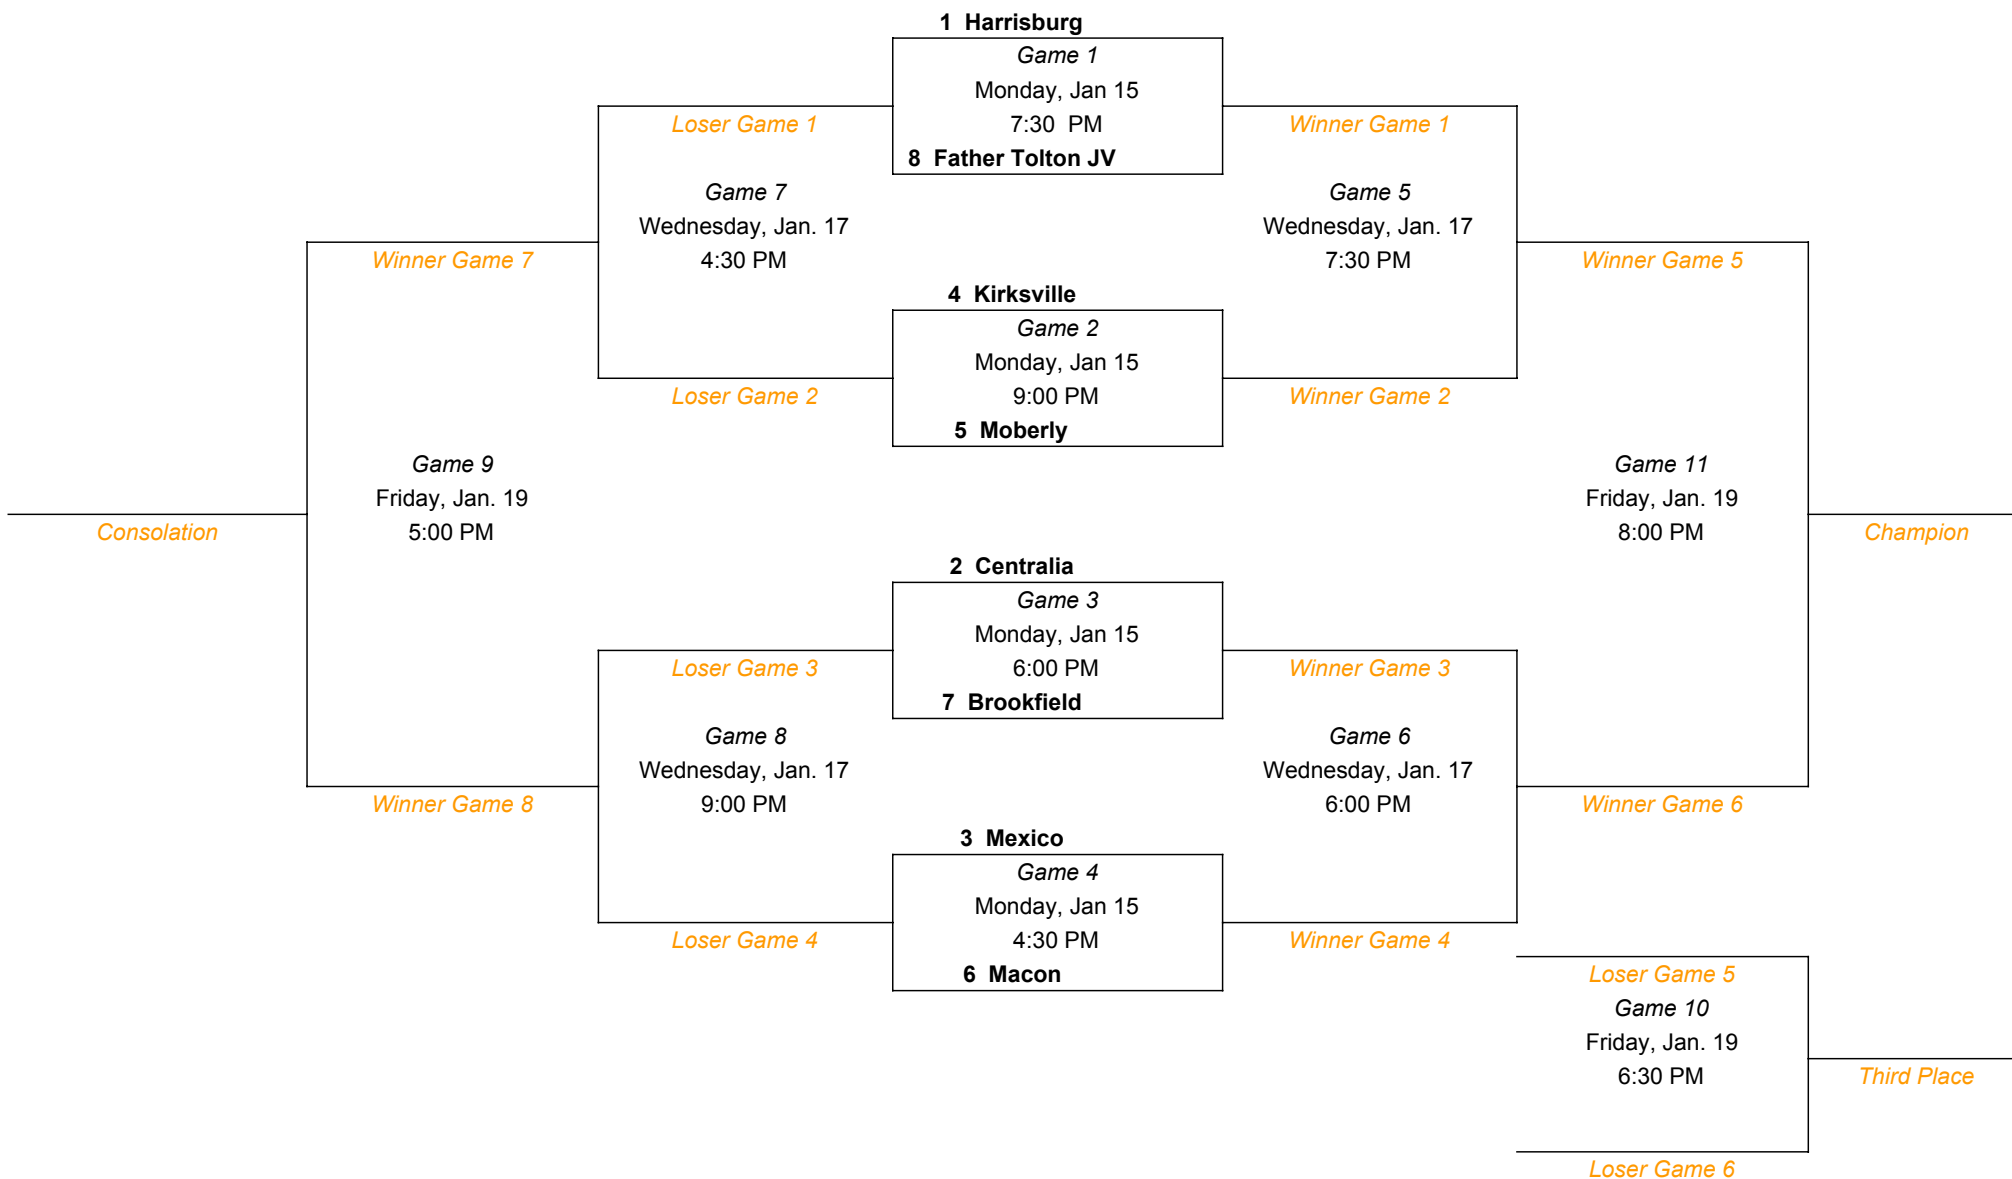 1  Harrisburg
Game 1
Monday, Jan 15
Loser Game 1
7:30  PM
Winner Game 1
8  Father Tolton JV
Game 7
Game 5
Wednesday, Jan. 17
Wednesday, Jan. 17
Winner Game 7
4:30 PM
7:30 PM
Winner Game 5
4  Kirksville
Game 2
Monday, Jan 15
Loser Game 2
9:00 PM
Winner Game 2
5  Moberly
Game 9
Game 11
Friday, Jan. 19
Friday, Jan. 19
Consolation
5:00 PM
8:00 PM
Champion
2  Centralia
Game 3
Monday, Jan 15
Loser Game 3
6:00 PM
Winner Game 3
7  Brookfield
Game 8
Game 6
Wednesday, Jan. 17
Wednesday, Jan. 17
Winner Game 8
9:00 PM
6:00 PM
Winner Game 6
3  Mexico
Game 4
Monday, Jan 15
Loser Game 4
4:30 PM
Winner Game 4
6  Macon
Loser Game 5
Game 10
Friday, Jan. 19
6:30 PM
Third Place
Loser Game 6